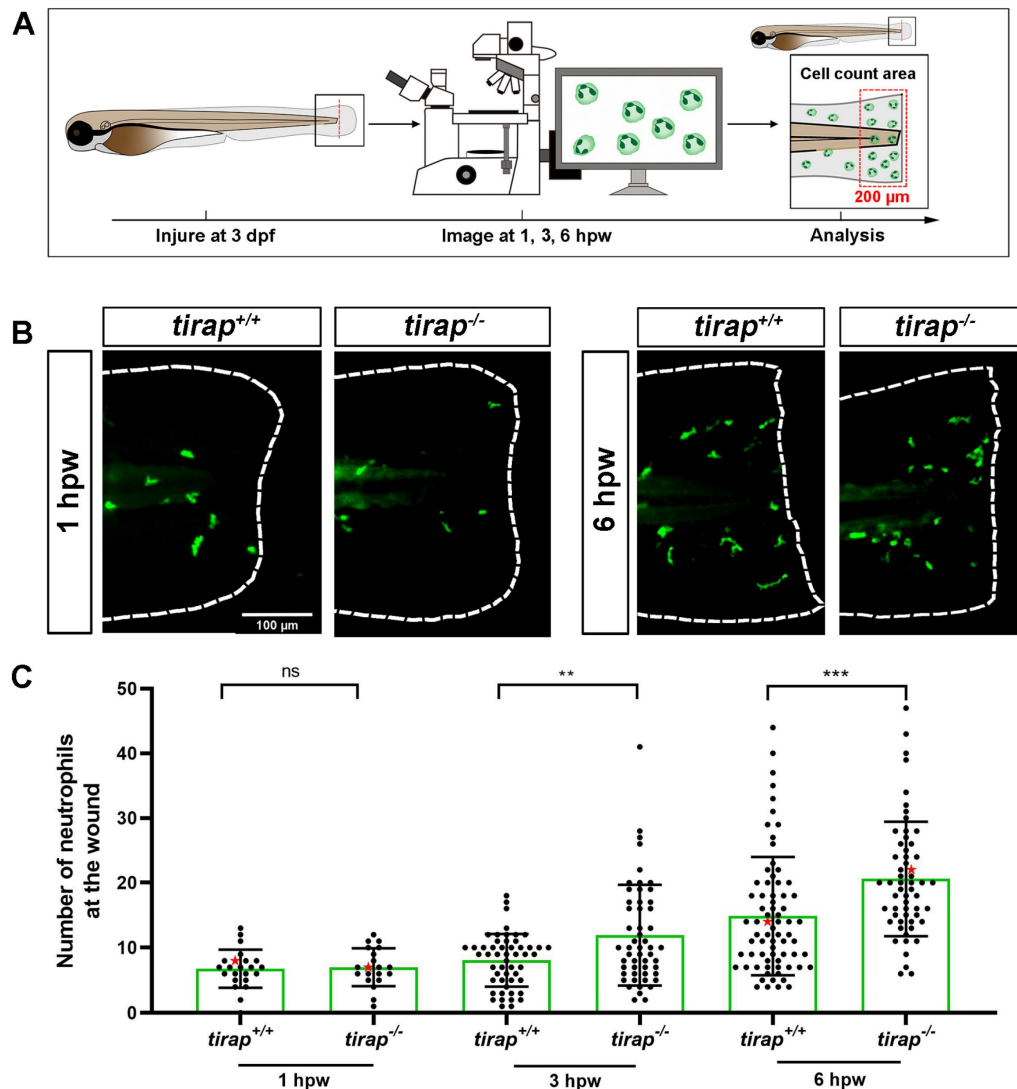 A
Cell count area
200 µm
Injure at 3 dpf
Image at 1, 3, 6 hpw
Analysis
B
tirap+/+
tirap-/-
tirap+/+
tirap-/-
1 hpw
6 hpw
100 µm
C
ns
**
***
Number of neutrophils
at the wound
50
40
30
20
10
0
tirap+/+
tirap-/-
tirap+/+
tirap-/-
tirap+/+
tirap-/-
1 hpw
3 hpw
6 hpw